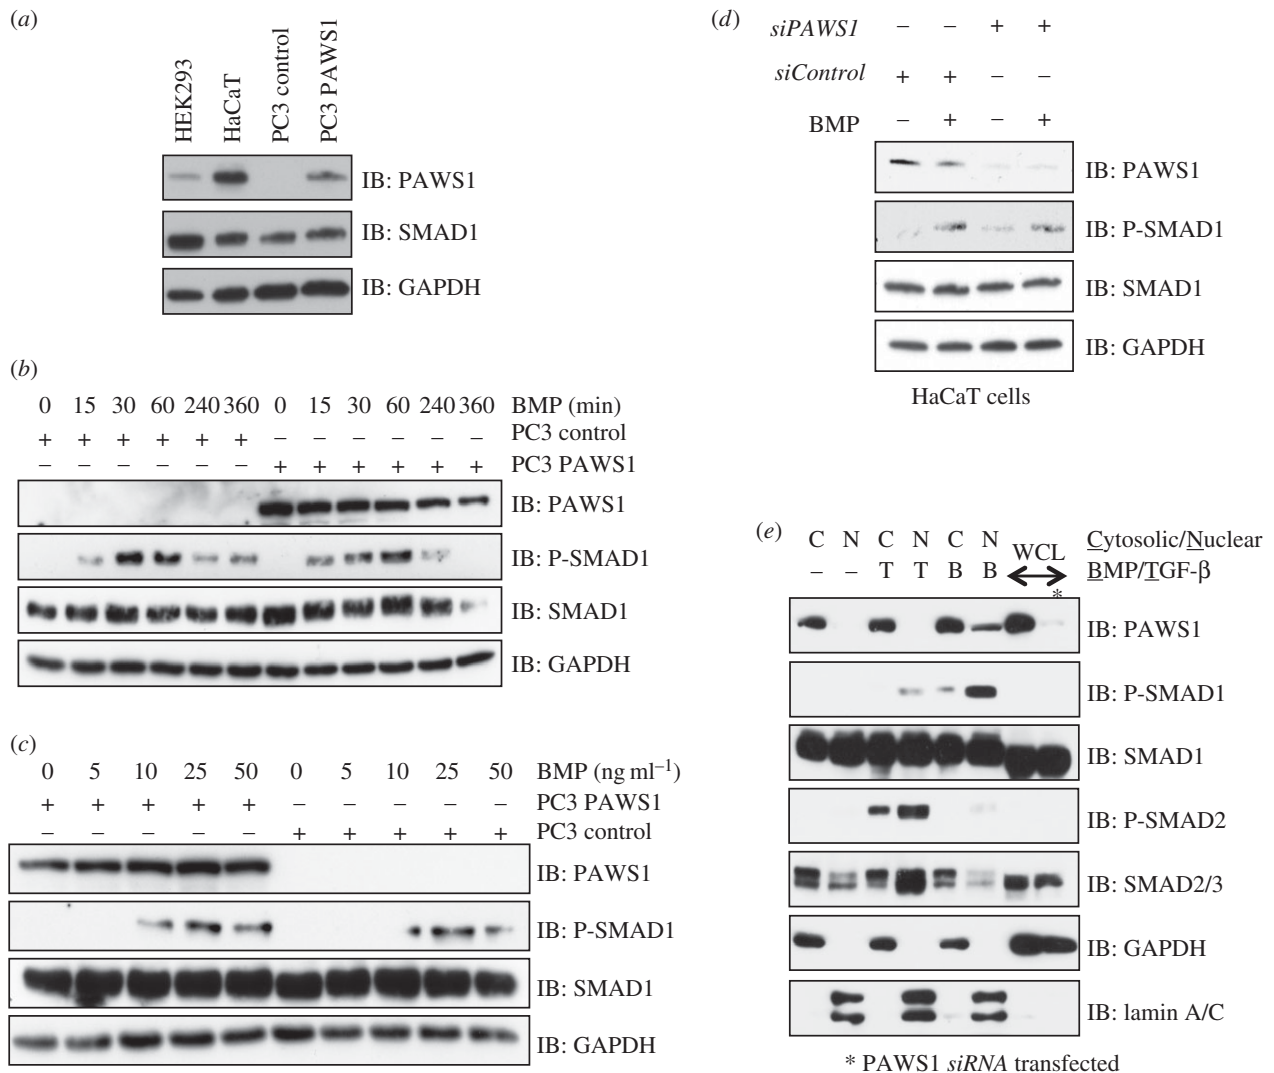 (a)
HEK293
HaCaT
PC3 control
PC3 PAWS1
IB: PAWS1
IB: SMAD1
IB: GAPDH
(b)
0 15 30 60 240 360 0 15 30 60 240 360 BMP (min)
+ + + + + + – – – – – – PC3 control
– – – – – – + + + + + + PC3 PAWS1
IB: PAWS1
IB: P-SMAD1
IB: SMAD1
IB: GAPDH
(c)
0 5 10 25 50 0 5 10 25 50 BMP (ng ml⁻¹)
+ + + + + – – – – – PC3 PAWS1
– – – – – + + + + + PC3 control
IB: PAWS1
IB: P-SMAD1
IB: SMAD1
IB: GAPDH
(d)
siPAWS1 – – + +
siControl + + – –
BMP – + – +
IB: PAWS1
IB: P-SMAD1
IB: SMAD1
IB: GAPDH
HaCaT cells
(e)
C N C N C N WCL Cytosolic/Nuclear
– – T T B B BMP/TGF-β
*
IB: PAWS1
IB: P-SMAD1
IB: SMAD1
IB: P-SMAD2
IB: SMAD2/3
IB: GAPDH
IB: lamin A/C
* PAWS1 siRNA transfected